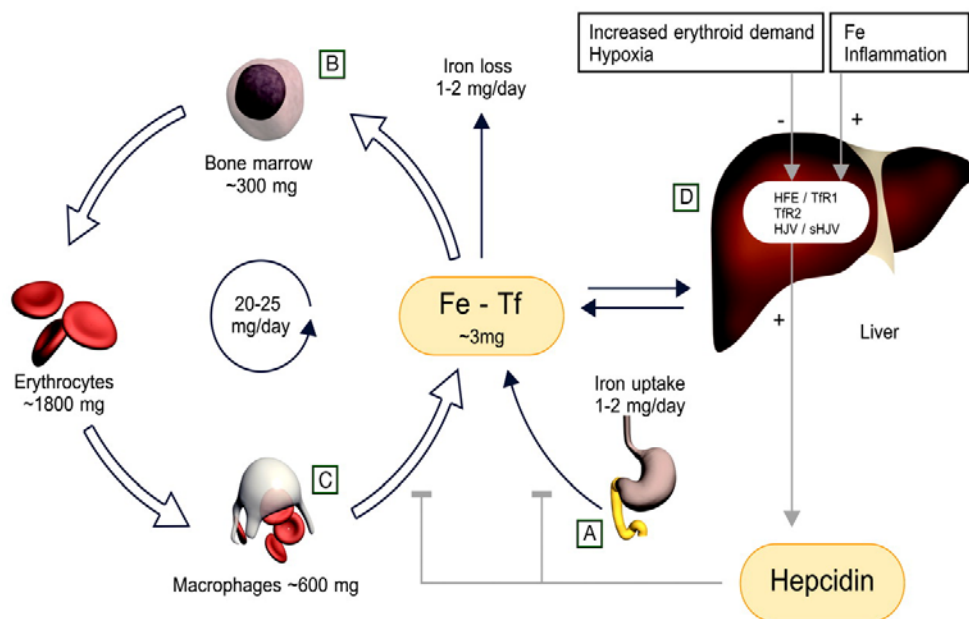 Increased erythroid demand
Hypoxia
Fe
Inflammation
B
Iron loss
1-2 mg/day
-
+
Bone marrow
~300 mg
D
HFE / TfR1
TfR2
HJV / sHJV
20-25
mg/day
Fe - Tf
~3mg
+
Liver
Erythrocytes
~1800 mg
Iron uptake
1-2 mg/day
C
A
Macrophages ~600 mg
Hepcidin